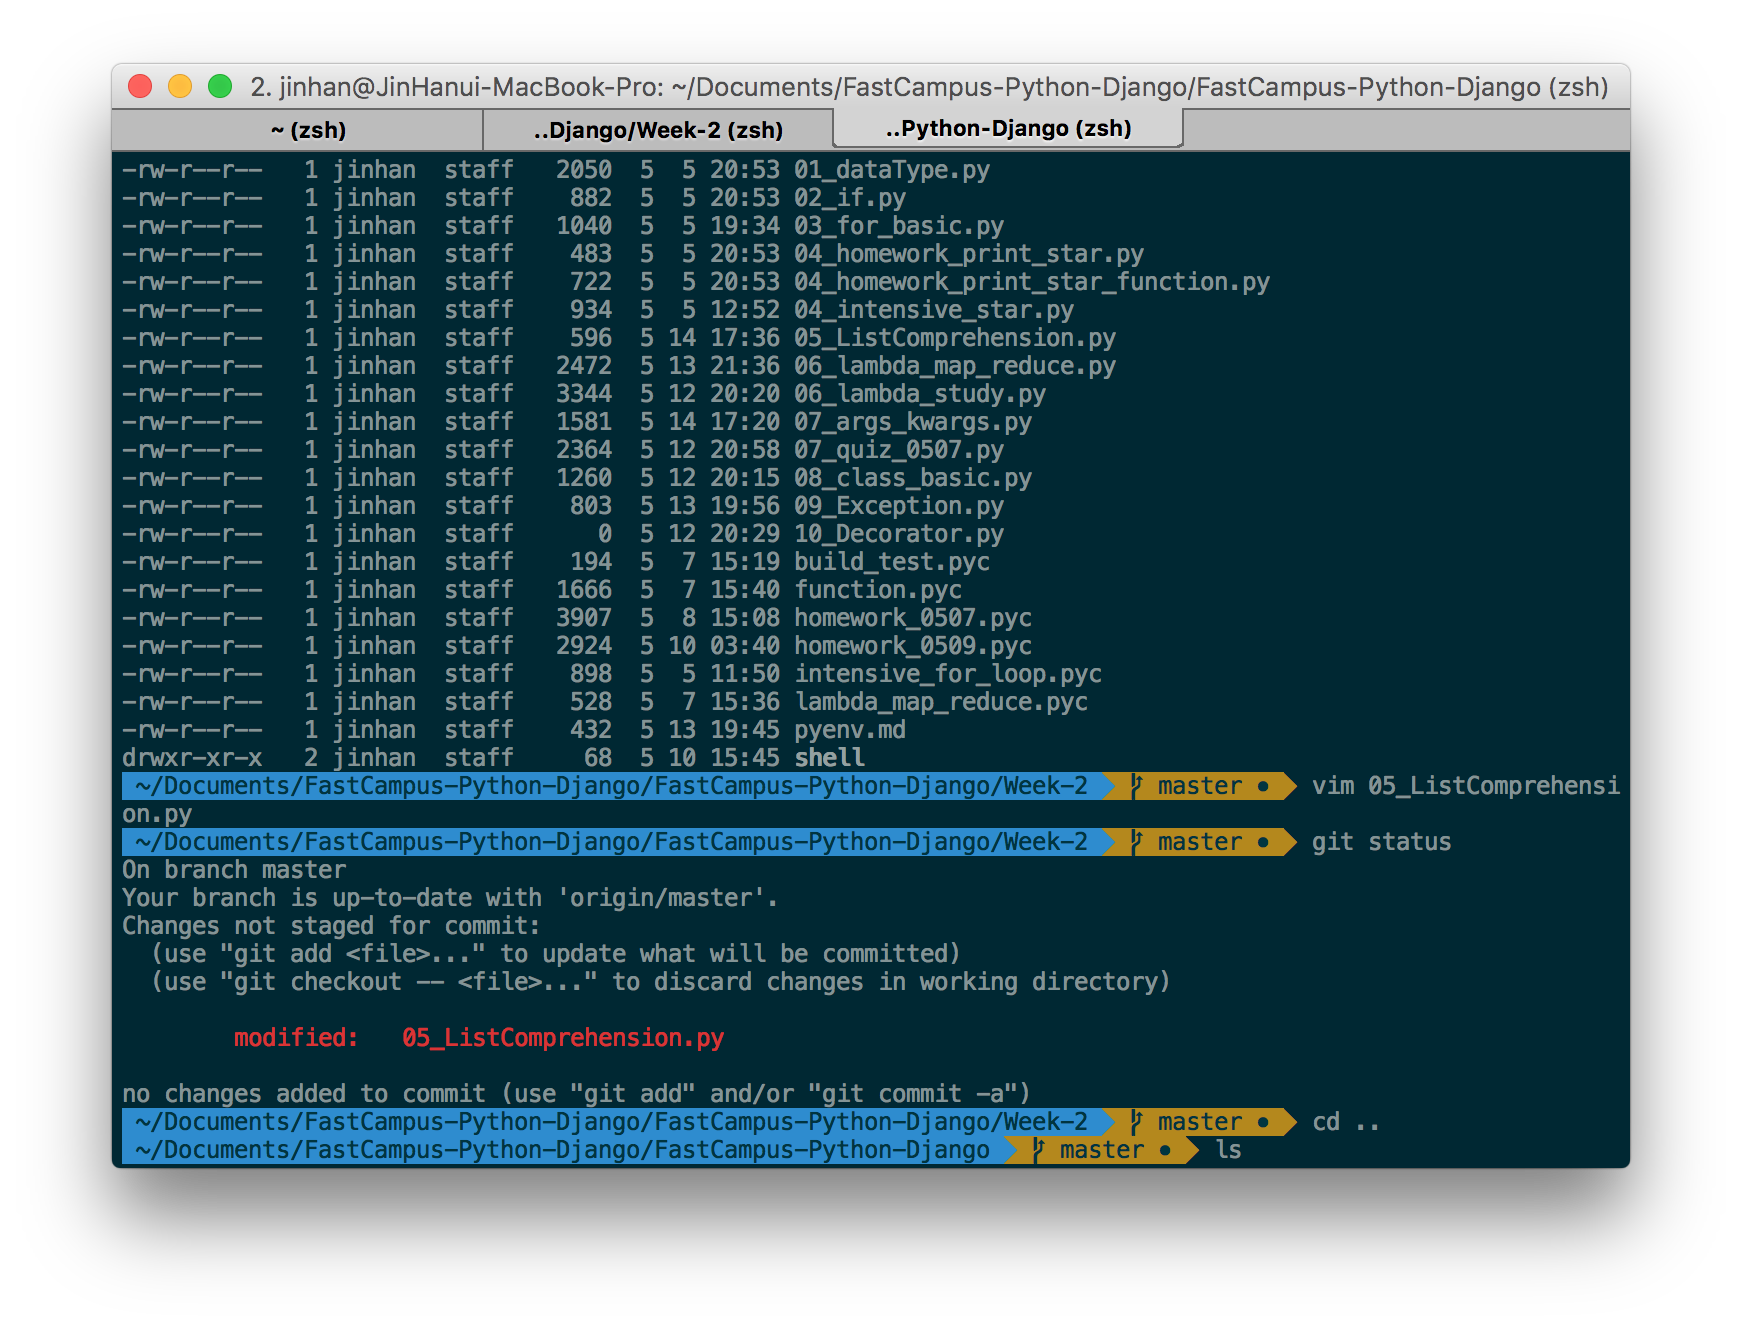 2. jinhan@JinHanui-MacBook-Pro: ~/Documents/FastCampus-Python-Django/FastCampus-Python-Django (zsh)
~ (zsh) ..Django/Week-2 (zsh) ..Python-Django (zsh)
-rw-r--r--   1 jinhan  staff   2050  5  5 20:53 01_dataType.py
-rw-r--r--   1 jinhan  staff    882  5  5 20:53 02_if.py
-rw-r--r--   1 jinhan  staff   1040  5  5 19:34 03_for_basic.py
-rw-r--r--   1 jinhan  staff    483  5  5 20:53 04_homework_print_star.py
-rw-r--r--   1 jinhan  staff    722  5  5 20:53 04_homework_print_star_function.py
-rw-r--r--   1 jinhan  staff    934  5  5 12:52 04_intensive_star.py
-rw-r--r--   1 jinhan  staff    596  5 14 17:36 05_ListComprehension.py
-rw-r--r--   1 jinhan  staff   2472  5 13 21:36 06_lambda_map_reduce.py
-rw-r--r--   1 jinhan  staff   3344  5 12 20:20 06_lambda_study.py
-rw-r--r--   1 jinhan  staff   1581  5 14 17:20 07_args_kwargs.py
-rw-r--r--   1 jinhan  staff   2364  5 12 20:58 07_quiz_0507.py
-rw-r--r--   1 jinhan  staff   1260  5 12 20:15 08_class_basic.py
-rw-r--r--   1 jinhan  staff    803  5 13 19:56 09_Exception.py
-rw-r--r--   1 jinhan  staff      0  5 12 20:29 10_Decorator.py
-rw-r--r--   1 jinhan  staff    194  5  7 15:19 build_test.pyc
-rw-r--r--   1 jinhan  staff   1666  5  7 15:40 function.pyc
-rw-r--r--   1 jinhan  staff   3907  5  8 15:08 homework_0507.pyc
-rw-r--r--   1 jinhan  staff   2924  5 10 03:40 homework_0509.pyc
-rw-r--r--   1 jinhan  staff    898  5  5 11:50 intensive_for_loop.pyc
-rw-r--r--   1 jinhan  staff    528  5  7 15:36 lambda_map_reduce.pyc
-rw-r--r--   1 jinhan  staff    432  5 13 19:45 pyenv.md
drwxr-xr-x   2 jinhan  staff     68  5 10 15:45 shell
~/Documents/FastCampus-Python-Django/FastCampus-Python-Django/Week-2 master ● vim 05_ListComprehensi
on.py
~/Documents/FastCampus-Python-Django/FastCampus-Python-Django/Week-2 master ● git status
On branch master
Your branch is up-to-date with 'origin/master'.
Changes not staged for commit:
  (use "git add <file>..." to update what will be committed)
  (use "git checkout -- <file>..." to discard changes in working directory)
        modified:   05_ListComprehension.py
no changes added to commit (use "git add" and/or "git commit -a")
~/Documents/FastCampus-Python-Django/FastCampus-Python-Django/Week-2 master ● cd ..
~/Documents/FastCampus-Python-Django/FastCampus-Python-Django master ● ls